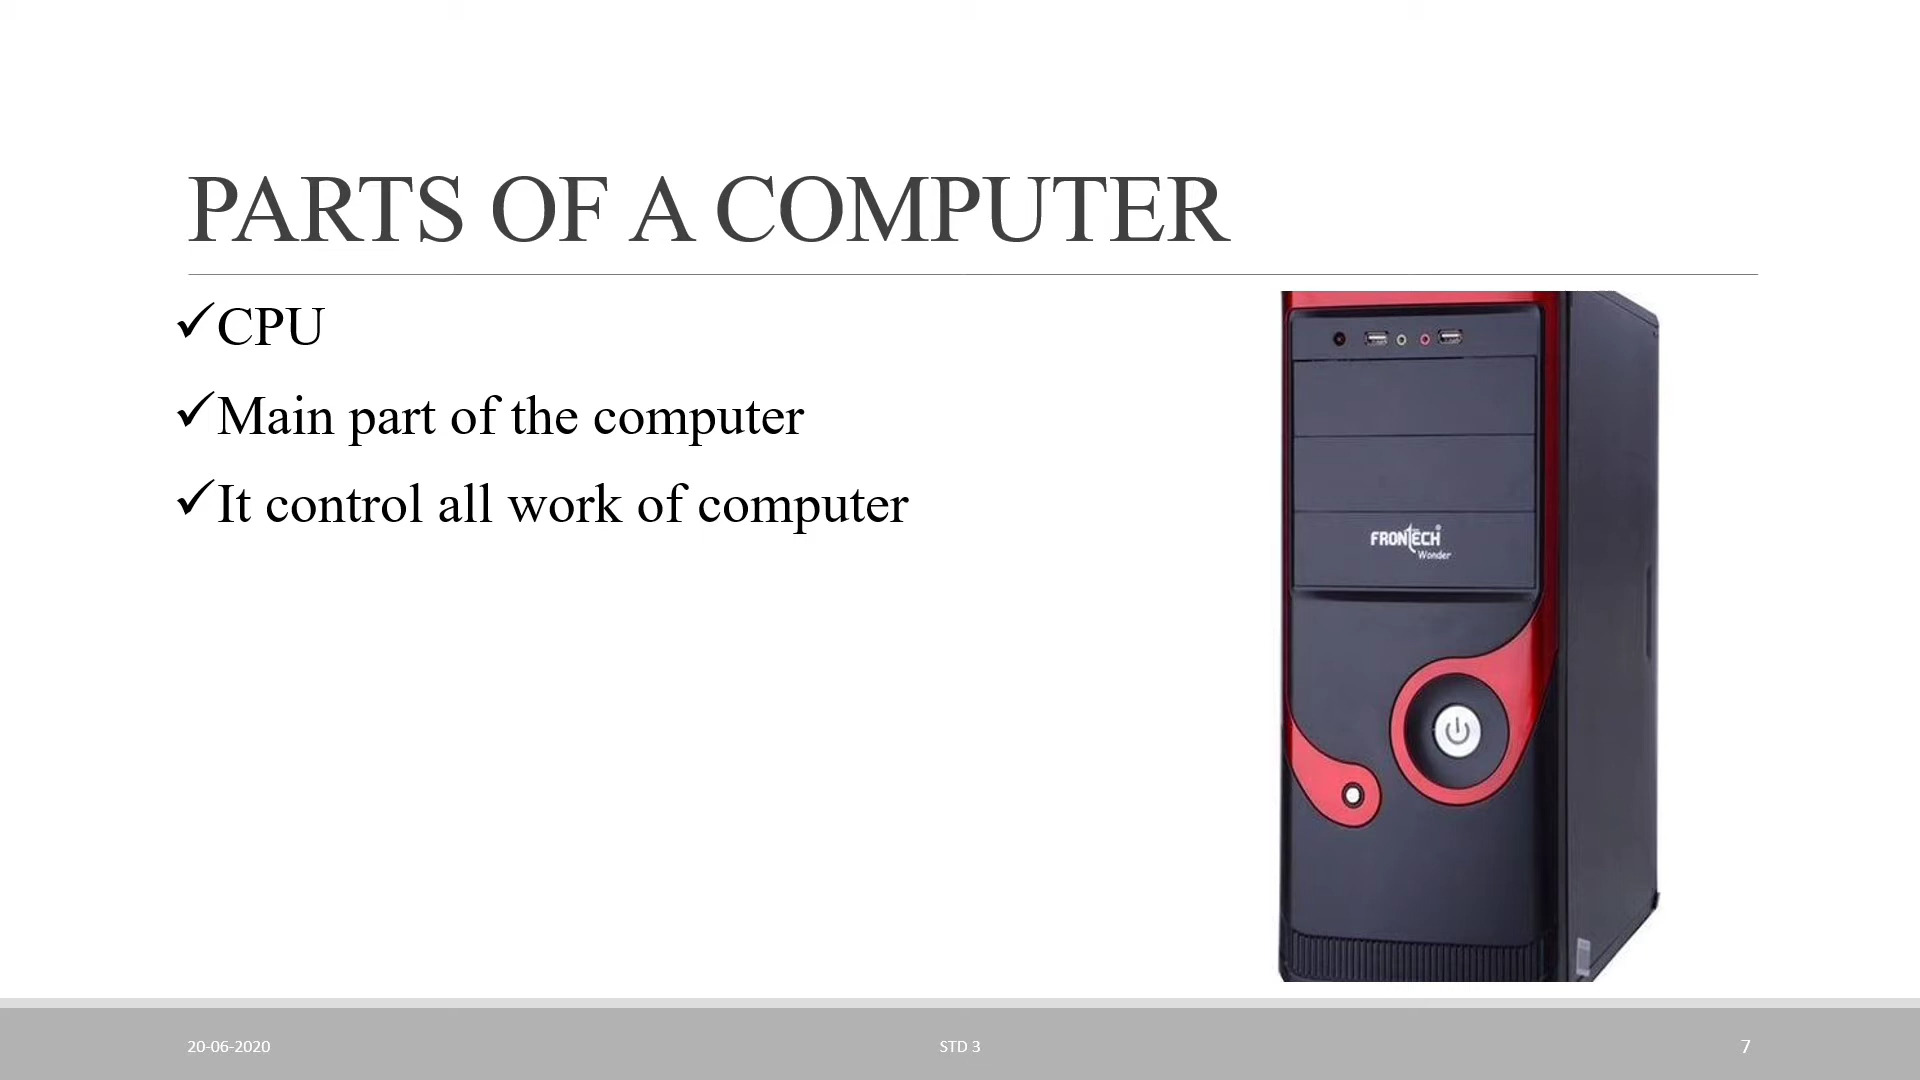 PARTS OF A COMPUTER
✓CPU
✓Main part of the computer
✓It control all work of computer
FRONTECH
Wonder
20-06-2020 STD 3 7